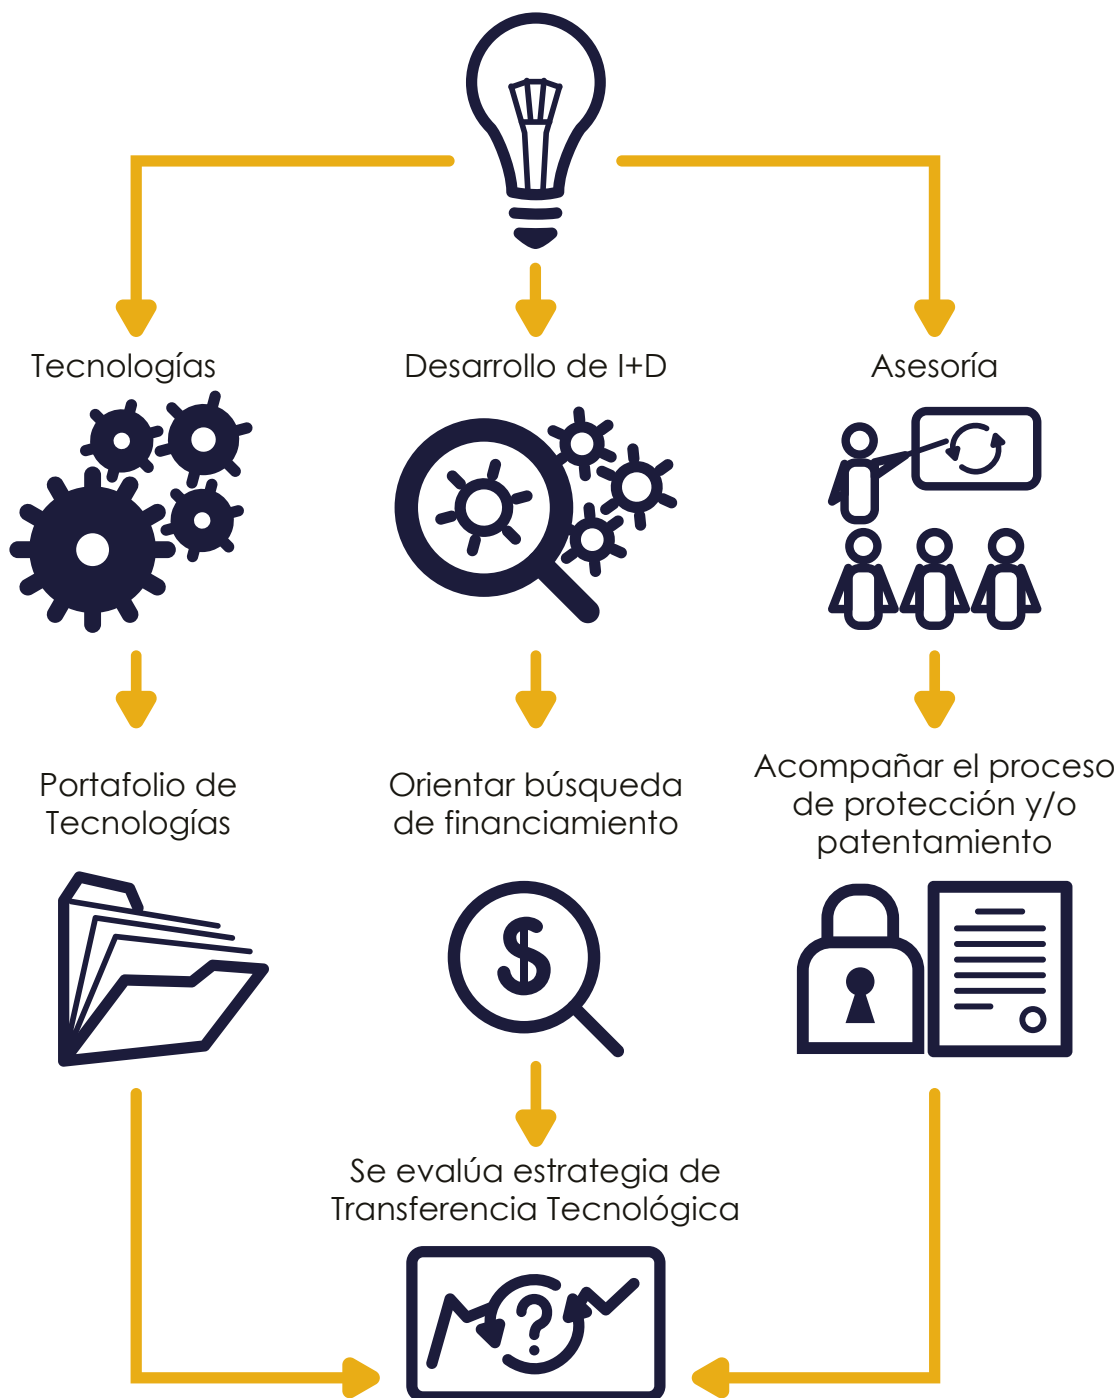 Tecnologías
Desarrollo de I+D
Asesoría
Portafolio de
Tecnologías
Orientar búsqueda
de financiamiento
Acompañar el proceso
de protección y/o
patentamiento
$
Se evalúa estrategia de
Transferencia Tecnológica
?